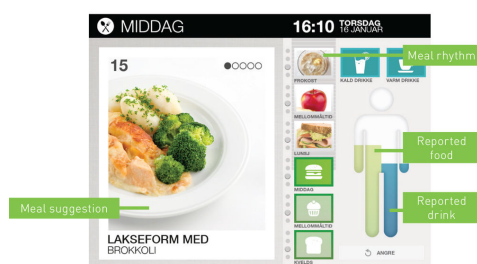 MIDDAG
16:10 TORSDAG
16 JANUAR
15
Meal rhythm
FROKOST
KALD DRIKKE
VARM DRIKKE
MELLOMMÅLTID
LUNSJ
Reported
food
MIDDAG
Meal suggestion
Reported
drink
MELLOMMÅLTID
LAKSEFORM MED
BROKKOLI
ANGRE
KVELDS